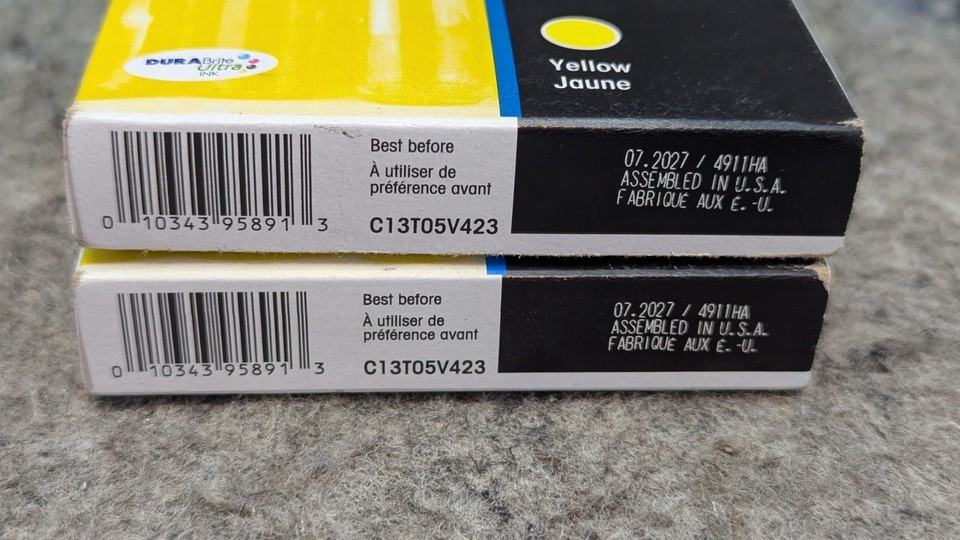 DURABrite
Ultra
INK
Yellow
Jaune
0 10343 95891 3
Best before
À utiliser de
préférence avant
C13T05V423
07.2027 / 4911HA
ASSEMBLED IN U.S.A.
FABRIQUÉ AUX É.-U.
0 10343 95891 3
Best before
À utiliser de
préférence avant
C13T05V423
07.2027 / 4911HA
ASSEMBLED IN U.S.A.
FABRIQUÉ AUX É.-U.